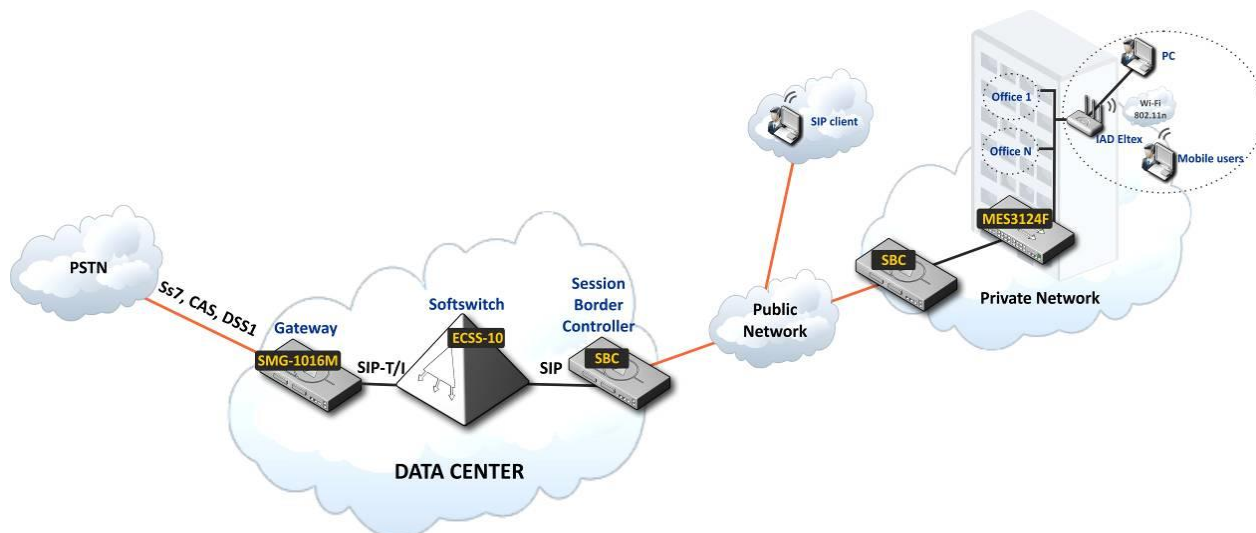 PSTN
Ss7, CAS, DSS1
Gateway
SMG-1016M
SIP-T/I
Softswitch
ECSS-10
SIP
Session
Border
Controller
SBC
DATA CENTER
SIP client
Public
Network
SBC
Private Network
MES3124F
Office 1
Office N
PC
Wi-Fi
802.11n
IAD Eltex
Mobile users